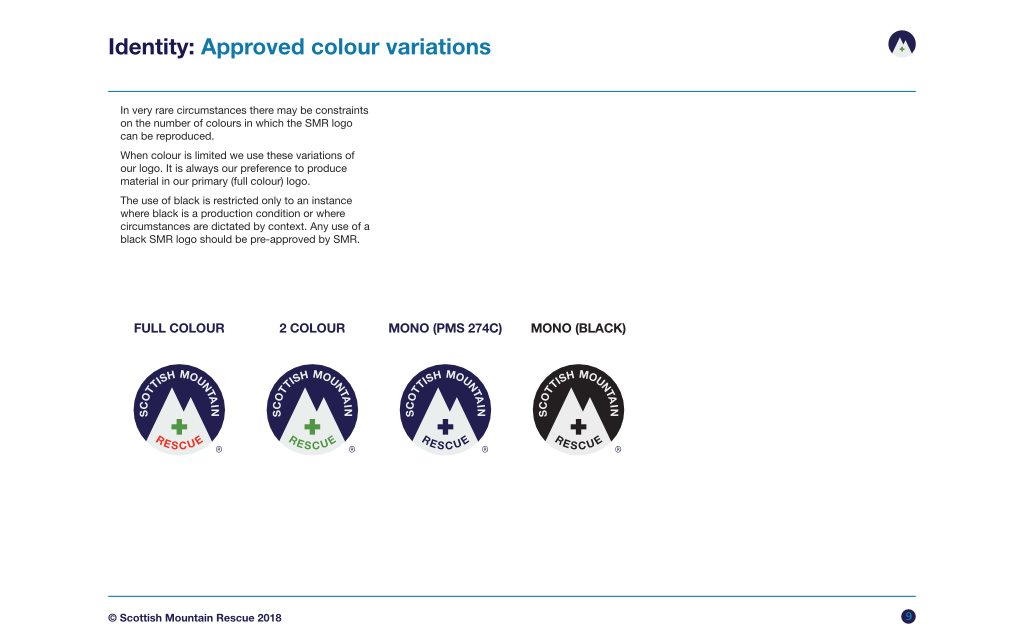 Identity: Approved colour variations
In very rare circumstances there may be constraints
on the number of colours in which the SMR logo
can be reproduced.
When colour is limited we use these variations of
our logo. It is always our preference to produce
material in our primary (full colour) logo.
The use of black is restricted only to an instance
where black is a production condition or where
circumstances are dictated by context. Any use of a
black SMR logo should be pre-approved by SMR.
FULL COLOUR
2 COLOUR
MONO (PMS 274C)
MONO (BLACK)
SCOTTISH MOUNTAIN
RESCUE
®
SCOTTISH MOUNTAIN
RESCUE
®
SCOTTISH MOUNTAIN
RESCUE
®
SCOTTISH MOUNTAIN
RESCUE
®
© Scottish Mountain Rescue 2018
9